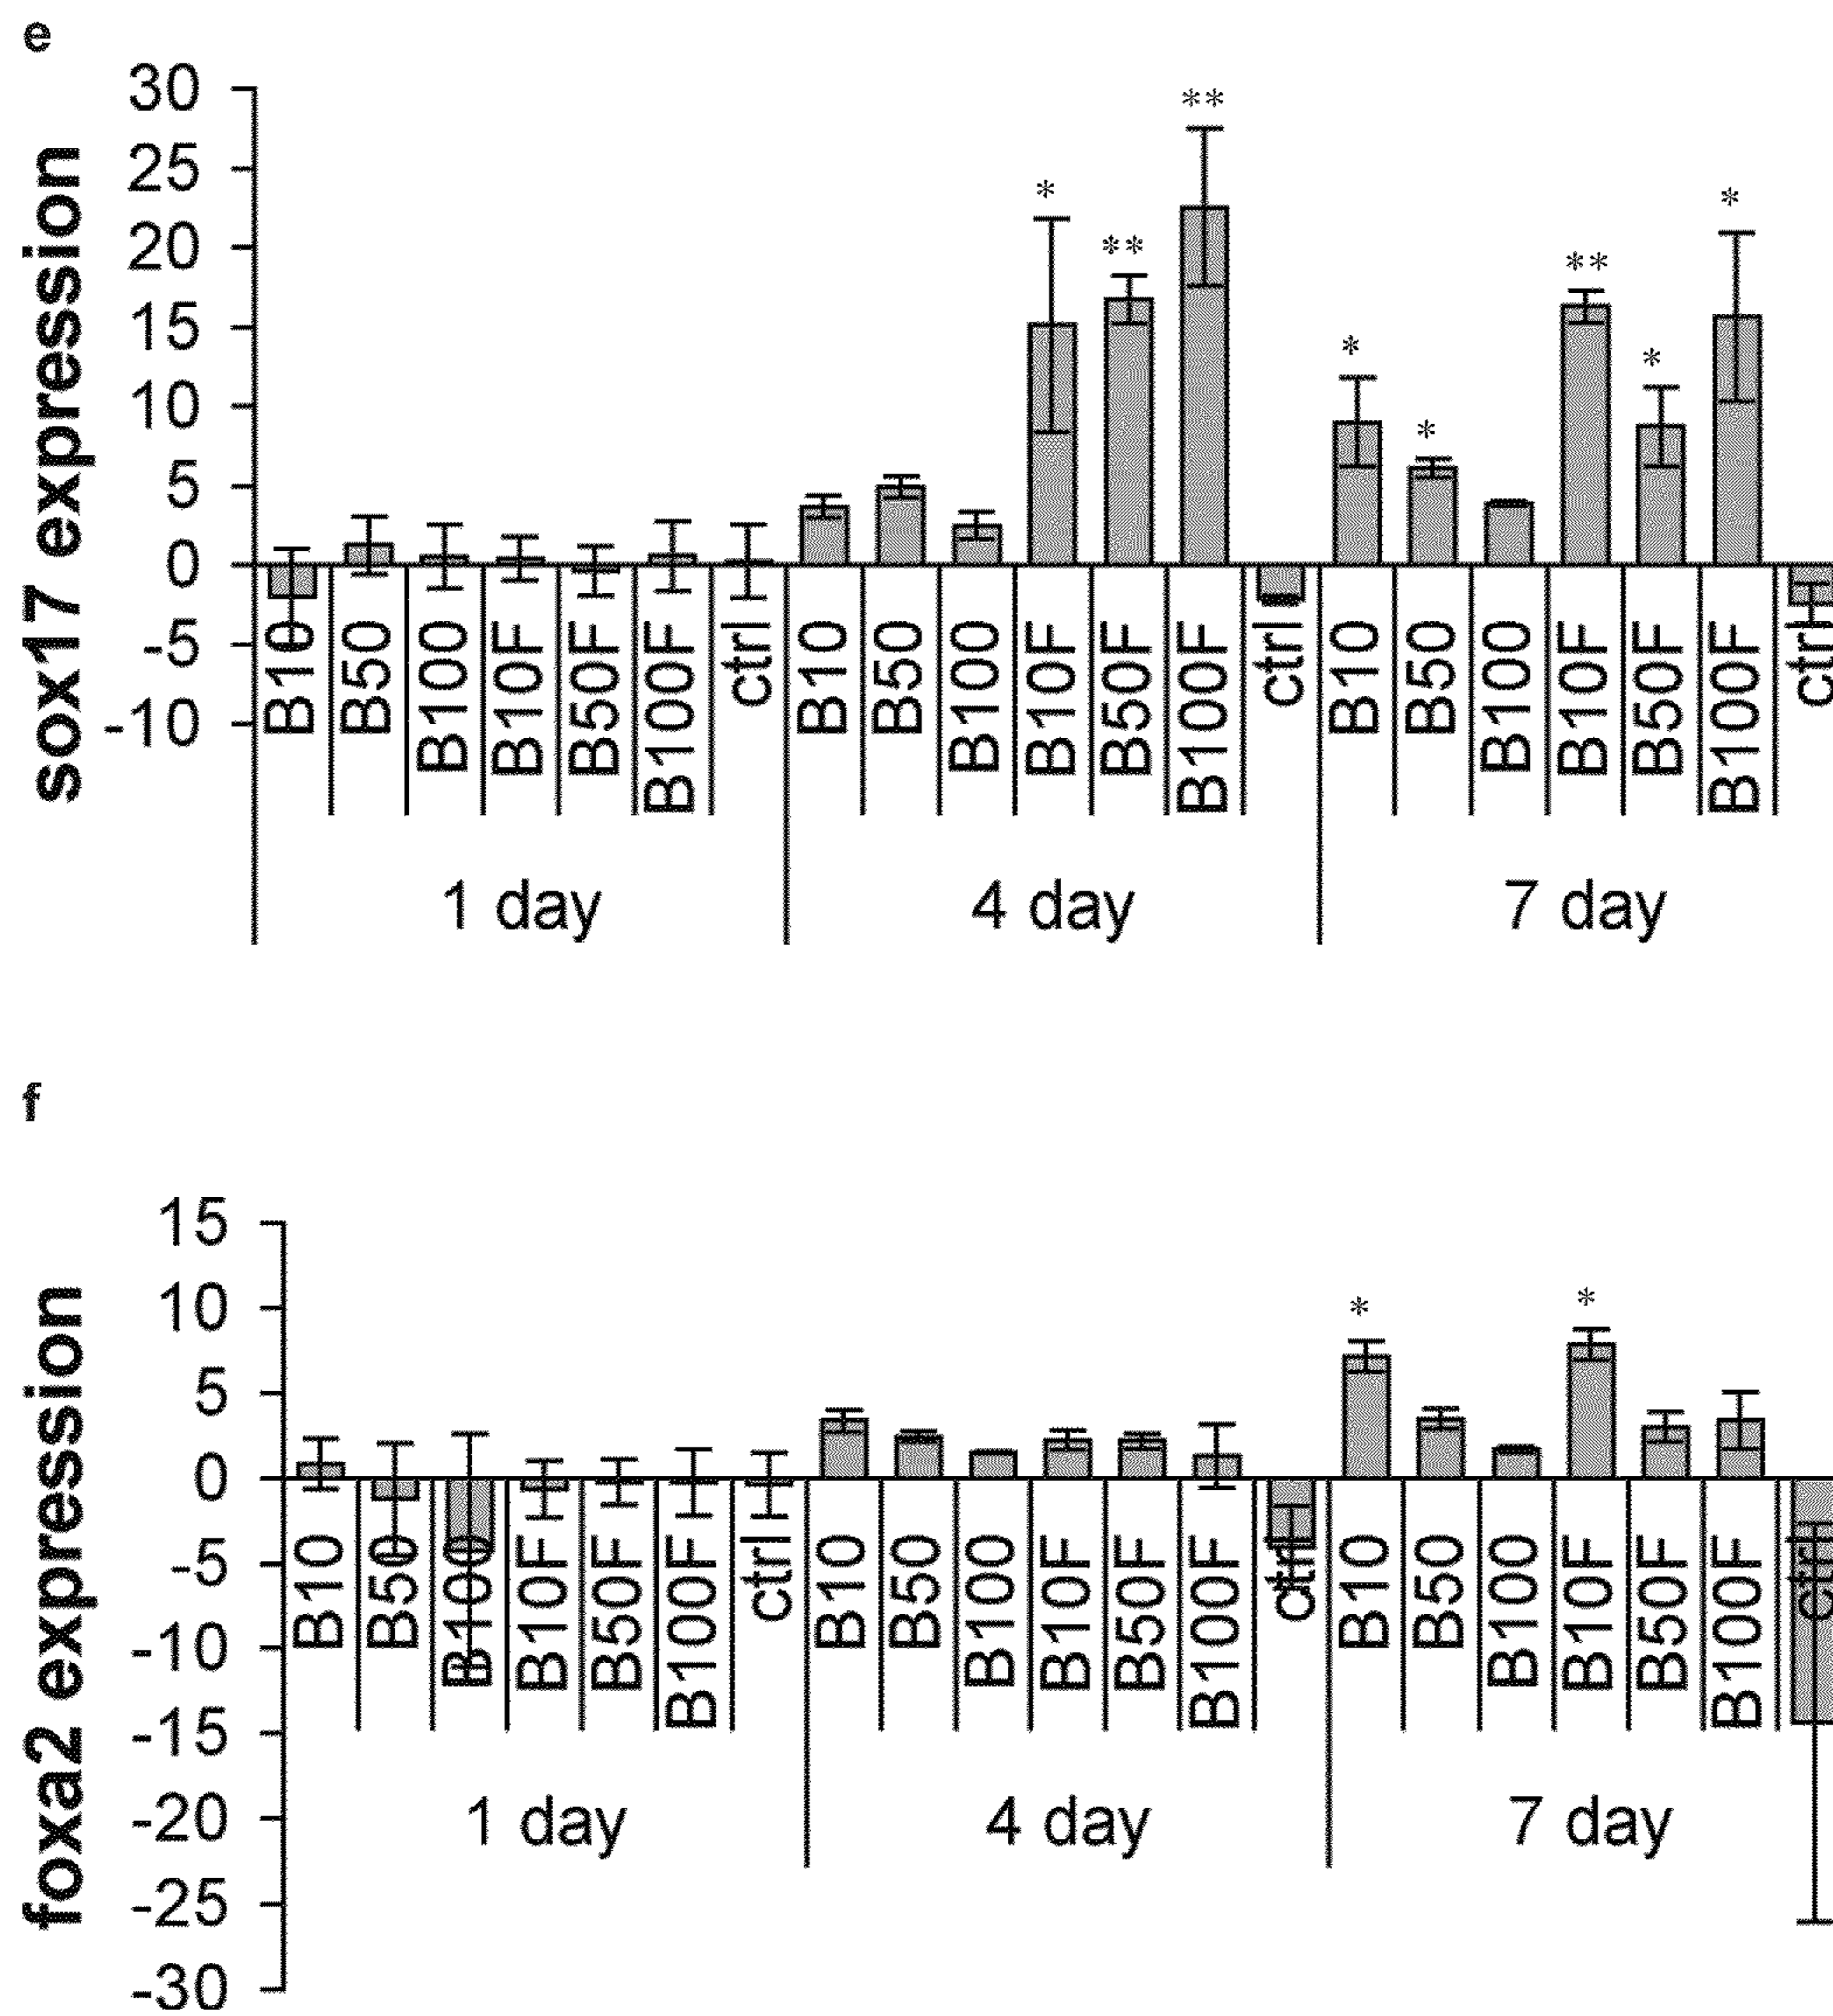 e
sox17 expression
30
25
20
15
10
5
0
-5
-10
* ** ** * * ** * *
B10 B50 B100 B10F B50F B100F ctrl B10 B50 B100 B10F B50F B100F ctrl B10 B50 B100 B10F B50F B100F ctrl
1 day 4 day 7 day
f
foxa2 expression
15
10
5
0
-5
-10
-15
-20
-25
-30
* *
B10 B50 B100 B10F B50F B100F ctrl B10 B50 B100 B10F B50F B100F ctrl B10 B50 B100 B10F B50F B100F ctrl
1 day 4 day 7 day